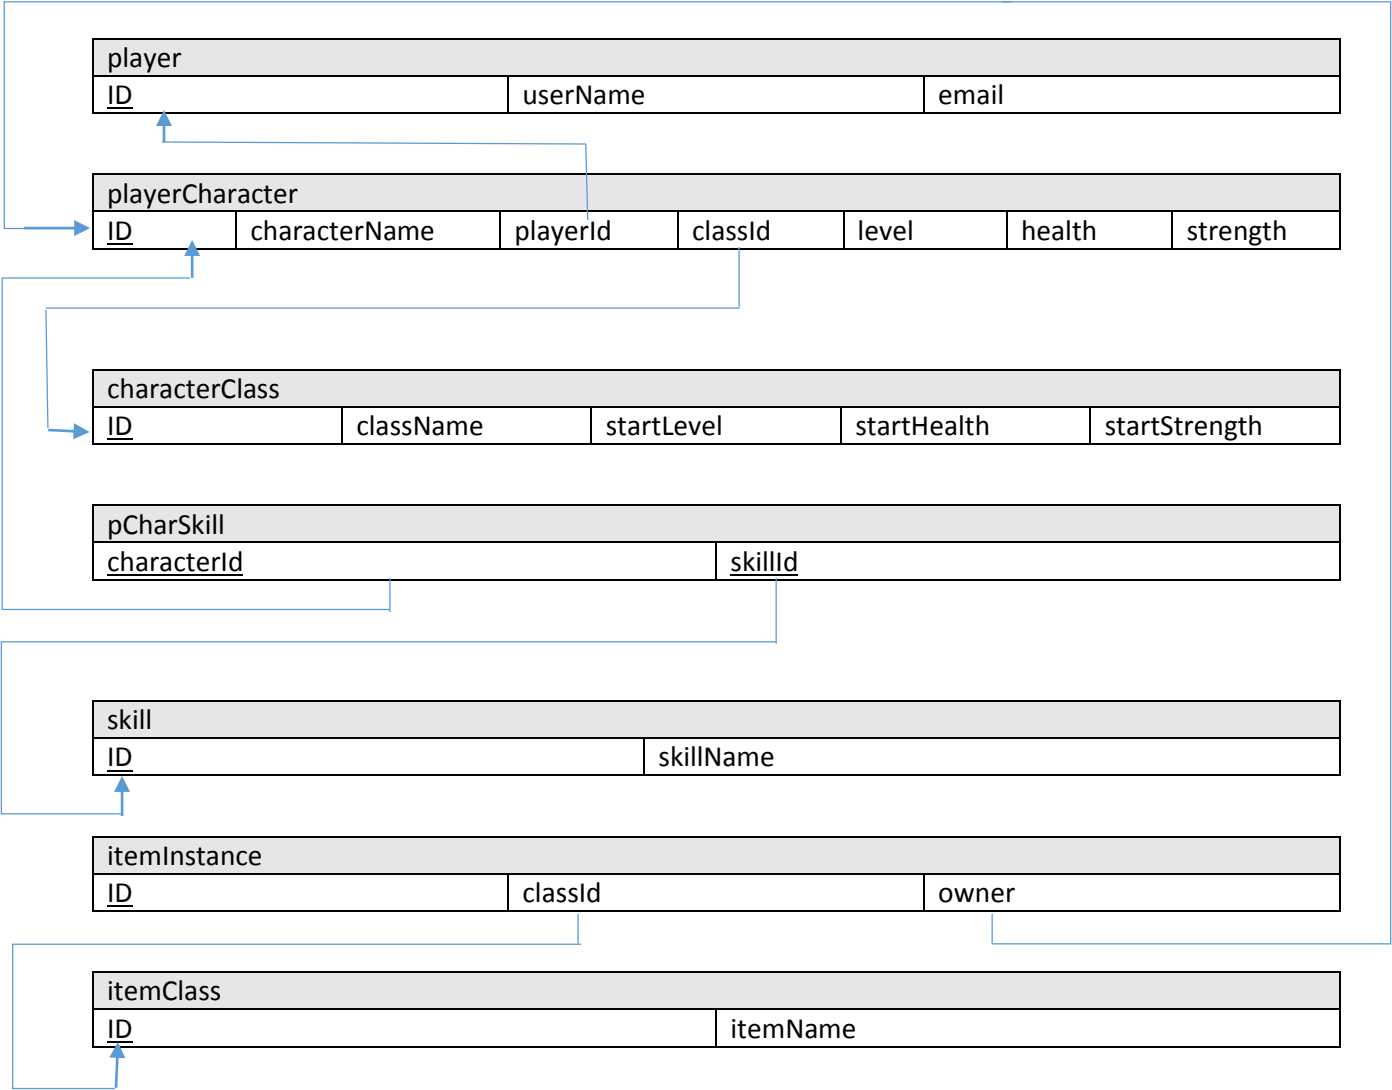 player
ID userName email
playerCharacter
ID characterName playerId classId level health strength
characterClass
ID className startLevel startHealth startStrength
pCharSkill
characterId skillId
skill
ID skillName
itemInstance
ID classId owner
itemClass
ID itemName